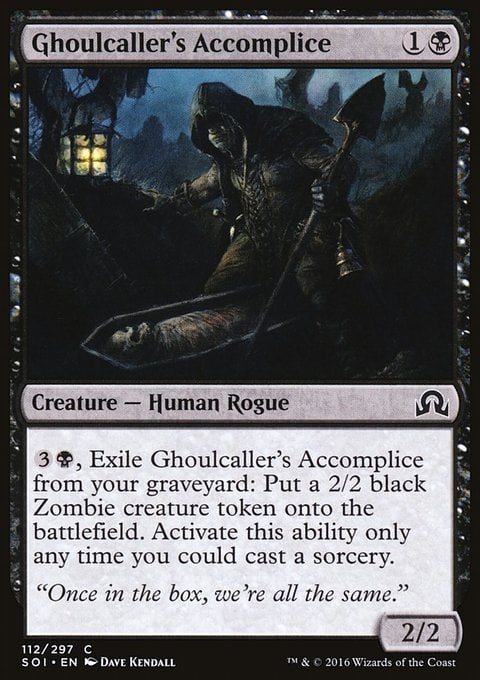 Ghoulcaller's Accomplice 1
Creature — Human Rogue
3, Exile Ghoulcaller's Accomplice
from your graveyard: Put a 2/2 black
Zombie creature token onto the
battlefield. Activate this ability only
any time you could cast a sorcery.
“Once in the box, we're all the same.”
2/2
112/297 C
SOI • EN Dave Kendall
™ & © 2016 Wizards of the Coast